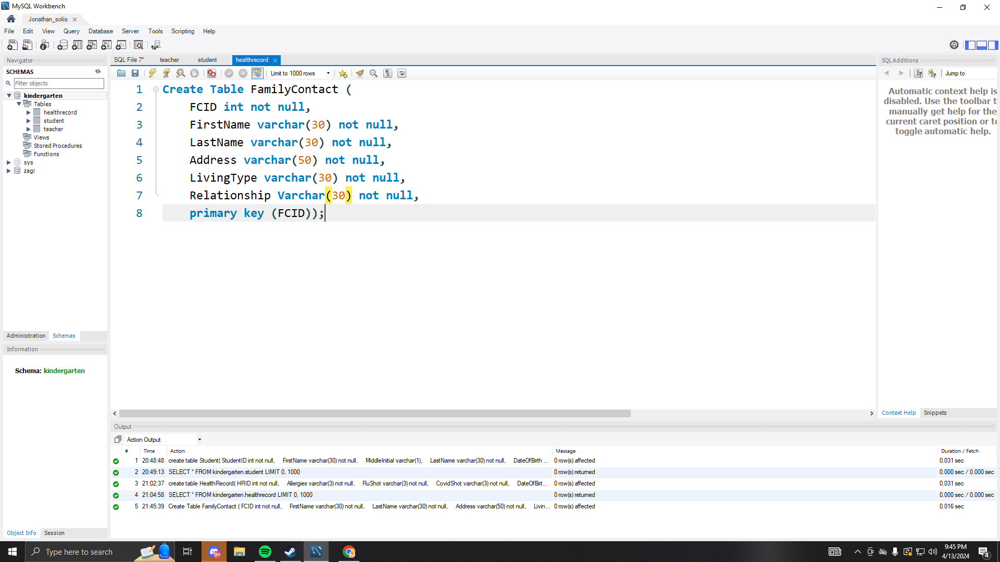 MySQL Workbench
Jonathan_solis
File Edit View Query Database Server Tools Scripting Help
Navigator
SCHEMAS
Filter objects
kindergarten
Tables
healthrecord
student
teacher
Views
Stored Procedures
Functions
sys
zagi
Administration Schemas
Information
Schema: kindergarten
Object Info Session
SQL File 7* teacher student healthrecord
Limit to 1000 rows
1 Create Table FamilyContact (
2 FCID int not null,
3 FirstName varchar(30) not null,
4 LastName varchar(30) not null,
5 Address varchar(50) not null,
6 LivingType varchar(30) not null,
7 Relationship Varchar(30) not null,
8 primary key (FCID));
SQLAdditions
Jump to
Automatic context help is
disabled. Use the toolbar t
manually get help for the
current caret position or to
toggle automatic help.
Context Help Snippets
Output
Action Output
# Time Action Message Duration / Fetch
1 20:48:48 create table Student( StudentID int not null, FirstName varchar(30) not null, MiddleInitial varchar(1), LastName varchar(30) not null, DateOfBirth ... 0 row(s) affected 0.031 sec
2 20:49:13 SELECT * FROM kindergarten.student LIMIT 0, 1000 0 row(s) returned 0.000 sec / 0.000 sec
3 21:02:37 create table HealthRecord( HRID int not null, Allergies varchar(3) not null, FluShot varchar(3) not null, CovidShot varchar(3) not null, DateOfBirt... 0 row(s) affected 0.031 sec
4 21:04:58 SELECT * FROM kindergarten.healthrecord LIMIT 0, 1000 0 row(s) returned 0.000 sec / 0.000 sec
5 21:45:39 Create Table FamilyContact ( FCID int not null, FirstName varchar(30) not null, LastName varchar(30) not null, Address varchar(50) not null, Livin... 0 row(s) affected 0.016 sec
Type here to search
9+
9:45 PM
4/13/2024
4